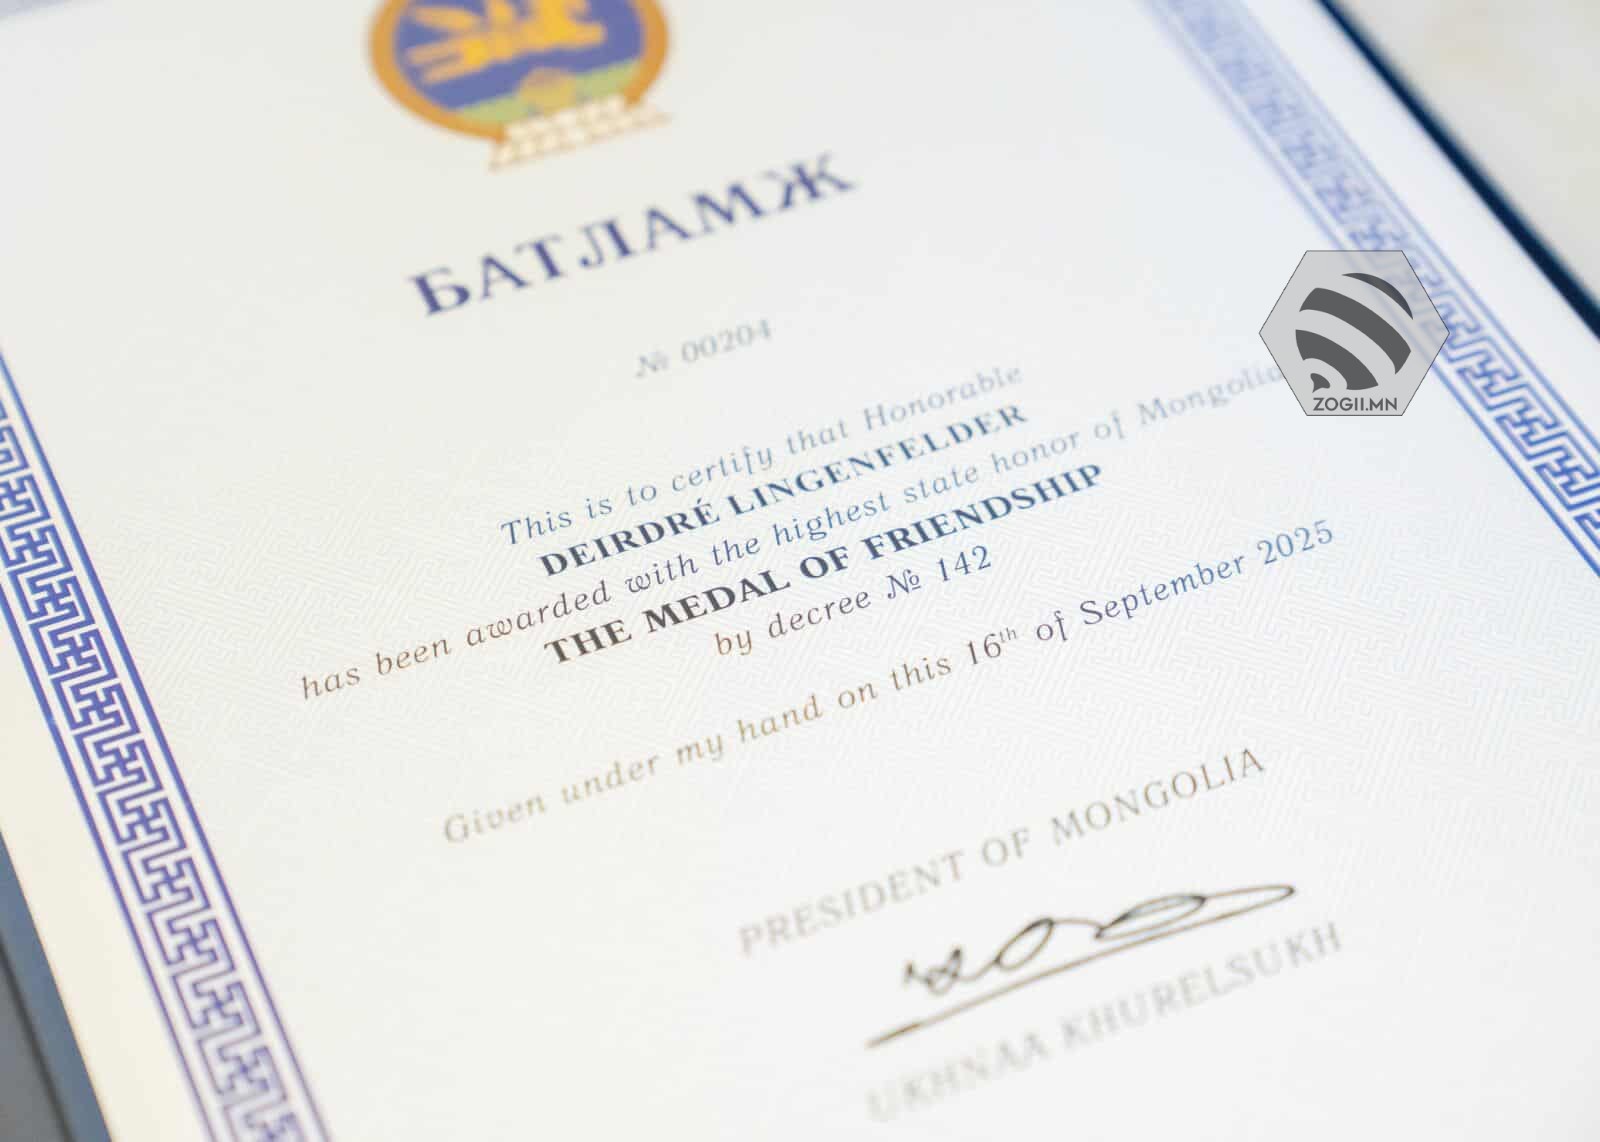 БАТЛАМЖ
№ 00204
This is to certify that Honorable
DEIRDRÉ LINGENFELDER
has been awarded with the highest state honor of Mongolia
THE MEDAL OF FRIENDSHIP
by decree № 142
Given under my hand on this 16th of September 2025
PRESIDENT OF MONGOLIA
UKHNAA KHURELSUKH
ZOGII.MN